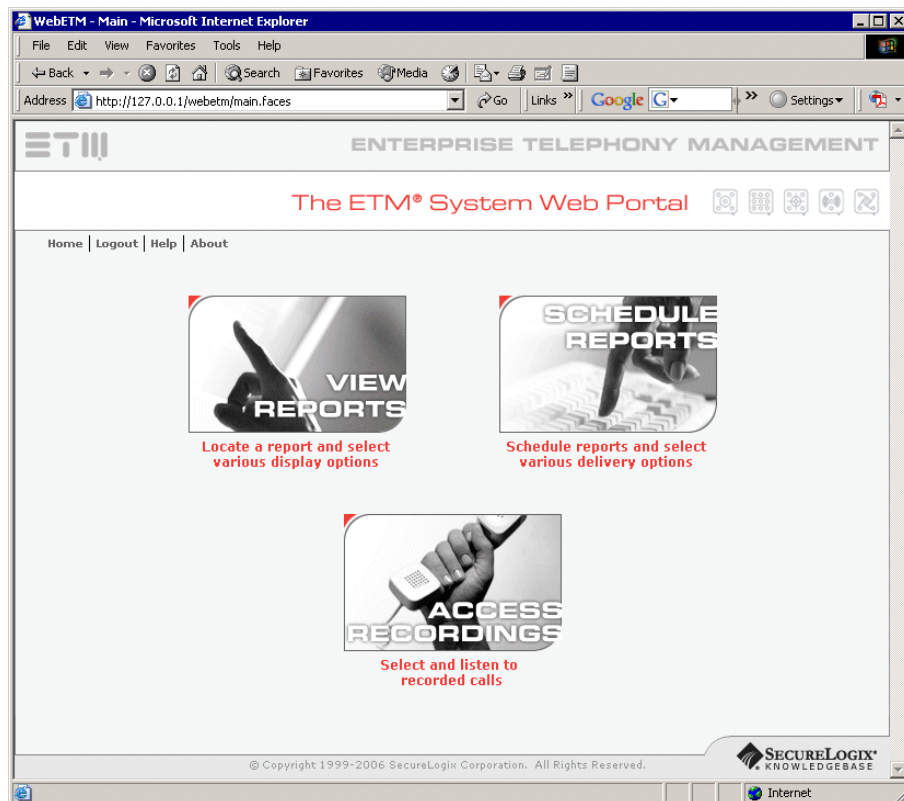 WebETM - Main - Microsoft Internet Explorer
File Edit View Favorites Tools Help
Back Search Favorites Media
Address http://127.0.0.1/webetm/main.faces Go Links » Google G » Settings
ETM ENTERPRISE TELEPHONY MANAGEMENT
The ETM® System Web Portal
Home | Logout | Help | About
VIEW
REPORTS
Locate a report and select
various display options
SCHEDULE
REPORTS
Schedule reports and select
various delivery options
ACCESS
RECORDINGS
Select and listen to
recorded calls
© Copyright 1999-2006 SecureLogix Corporation. All Rights Reserved.
SECURELOGIX®
KNOWLEDGEBASE
Internet